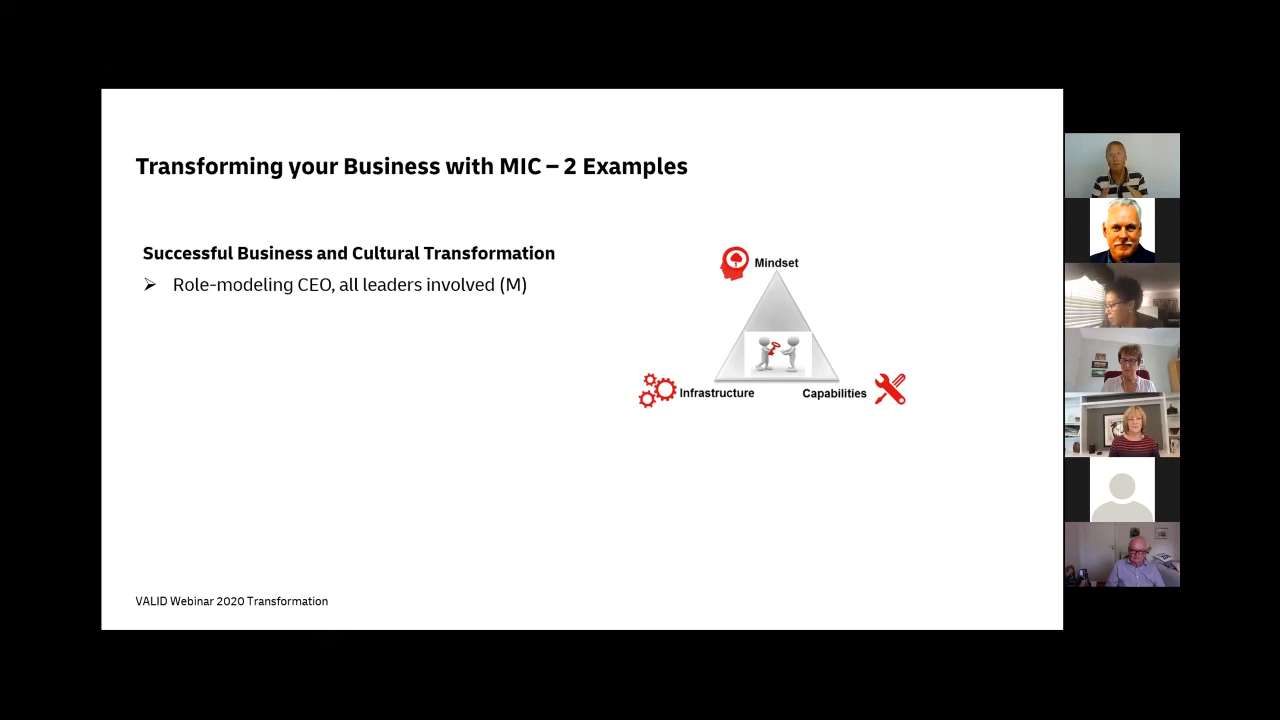 Transforming your Business with MIC – 2 Examples
Successful Business and Cultural Transformation
➢ Role-modeling CEO, all leaders involved (M)
Mindset
Infrastructure
Capabilities
VALID Webinar 2020 Transformation